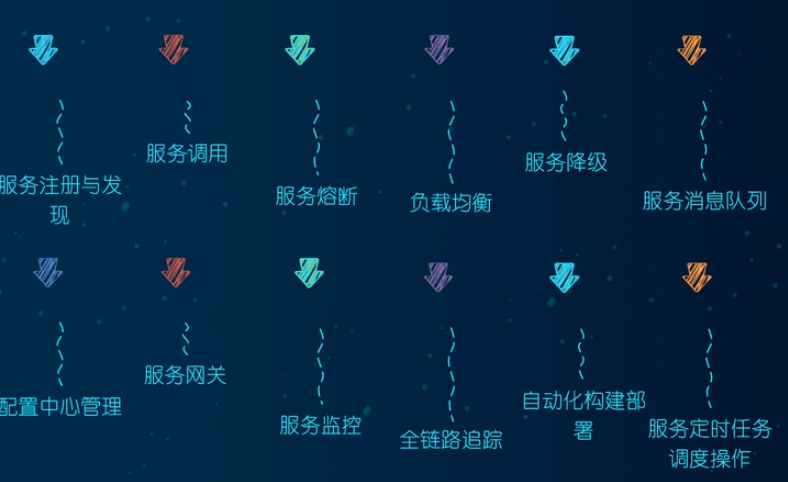 服务注册与发
现
服务调用
服务熔断
负载均衡
服务降级
服务消息队列
配置中心管理
服务网关
服务监控
全链路追踪
自动化构建部
署
服务定时任务
调度操作